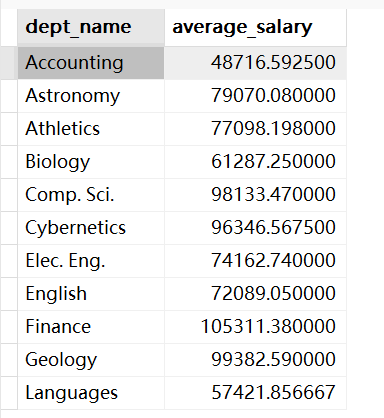 dept_name average_salary
Accounting 48716.592500
Astronomy 79070.080000
Athletics 77098.198000
Biology 61287.250000
Comp. Sci. 98133.470000
Cybernetics 96346.567500
Elec. Eng. 74162.740000
English 72089.050000
Finance 105311.380000
Geology 99382.590000
Languages 57421.856667